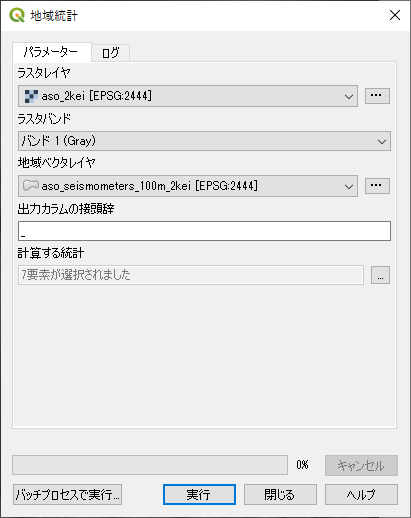 地域統計
パラメーター ログ
ラスタレイヤ
aso_2kei [EPSG:2444]
...
ラスタバンド
バンド 1 (Gray)
地域ベクタレイヤ
aso_seismometers_100m_2kei [EPSG:2444]
...
出力カラムの接頭辞
_
計算する統計
7要素が選択されました
...
0% キャンセル
バッチプロセスで実行... 実行 閉じる ヘルプ